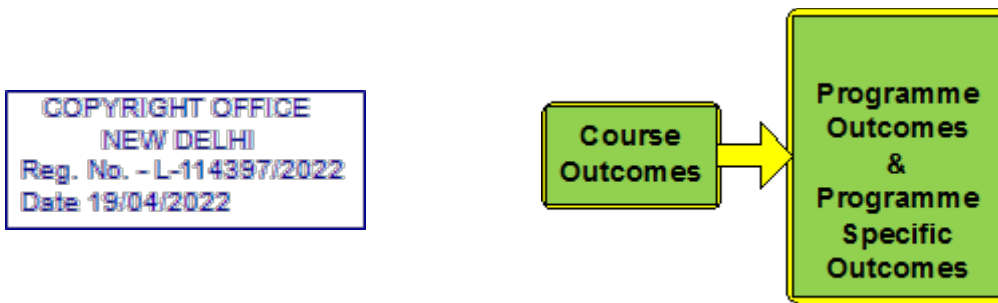 COPYRIGHT OFFICE
NEW DELHI
Reg. No. - L-114397/2022
Date 19/04/2022
Course
Outcomes
Programme
Outcomes
&
Programme
Specific
Outcomes